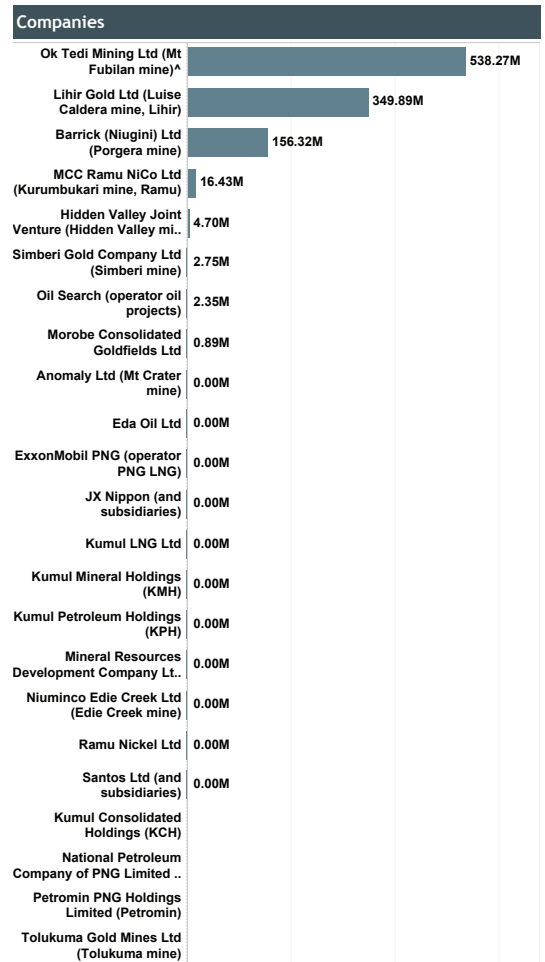 Companies
Ok Tedi Mining Ltd (Mt
Fubilan mine)^
538.27M
Lihir Gold Ltd (Luise
Caldera mine, Lihir)
349.89M
Barrick (Niugini) Ltd
(Porgera mine)
156.32M
MCC Ramu NiCo Ltd
(Kurumbukari mine, Ramu)
16.43M
Hidden Valley Joint
Venture (Hidden Valley mi..
4.70M
Simberi Gold Company Ltd
(Simberi mine)
2.75M
Oil Search (operator oil
projects)
2.35M
Morobe Consolidated
Goldfields Ltd
0.89M
Anomaly Ltd (Mt Crater
mine)
0.00M
Eda Oil Ltd
0.00M
ExxonMobil PNG (operator
PNG LNG)
0.00M
JX Nippon (and
subsidiaries)
0.00M
Kumul LNG Ltd
0.00M
Kumul Mineral Holdings
(KMH)
0.00M
Kumul Petroleum Holdings
(KPH)
0.00M
Mineral Resources
Development Company Lt..
0.00M
Niuminco Edie Creek Ltd
(Edie Creek mine)
0.00M
Ramu Nickel Ltd
0.00M
Santos Ltd (and
subsidiaries)
0.00M
Kumul Consolidated
Holdings (KCH)
National Petroleum
Company of PNG Limited ..
Petromin PNG Holdings
Limited (Petromin)
Tolukuma Gold Mines Ltd
(Tolukuma mine)